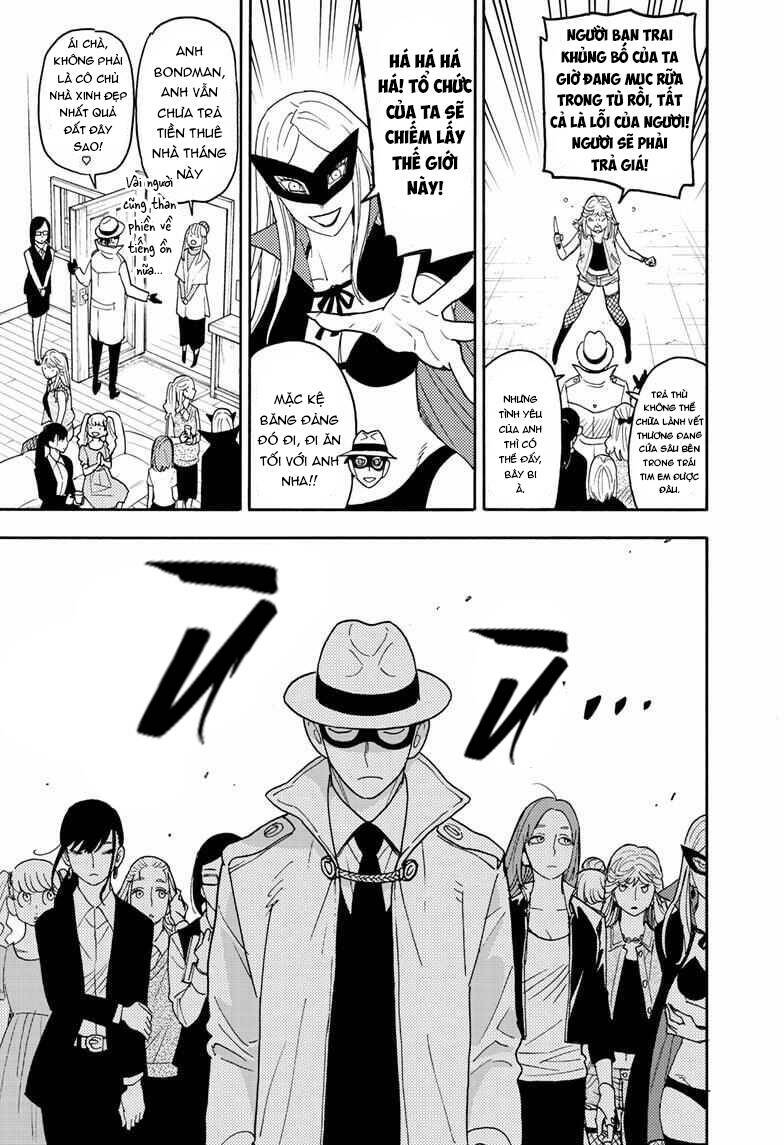 NGƯỜI BẠN TRAI
KHỦNG BỐ CỦA TA
GIỜ ĐANG MỤC RỮA
TRONG TÙ RỒI, TẤT
CẢ LÀ LỖI CỦA NGƯƠI!
NGƯƠI SẼ PHẢI
TRẢ GIÁ!
TRẢ THÙ
KHÔNG THỂ
CHỮA LÀNH VẾT
THƯƠNG ĐANG
CỨA SÂU BÊN
TRONG TRÁI
TIM EM ĐƯỢC
ĐÂU.
NHƯNG
TÌNH YÊU
CỦA ANH
THÌ CÓ
THỂ ĐẤY,
BÂY BI
À.
HÁ HÁ HÁ
HÁ! TỔ CHỨC
CỦA TA SẼ
CHIẾM LẤY
THẾ GIỚI
NÀY!
MẶC KỆ
BĂNG ĐẢNG
ĐÓ ĐI, ĐI ĂN
TỐI VỚI ANH
NHA!!
ANH
BONDMAN,
ANH VẪN
CHƯA TRẢ
TIỀN THUÊ
NHÀ THÁNG
NÀY
Vài người
cũng than
phiền về
tiếng ồn
nữa...
ÁI CHÀ,
KHÔNG PHẢI
LÀ CÔ CHỦ
NHÀ XINH ĐẸP
NHẤT QUẢ
ĐẤT ĐÂY
SAO!
♡